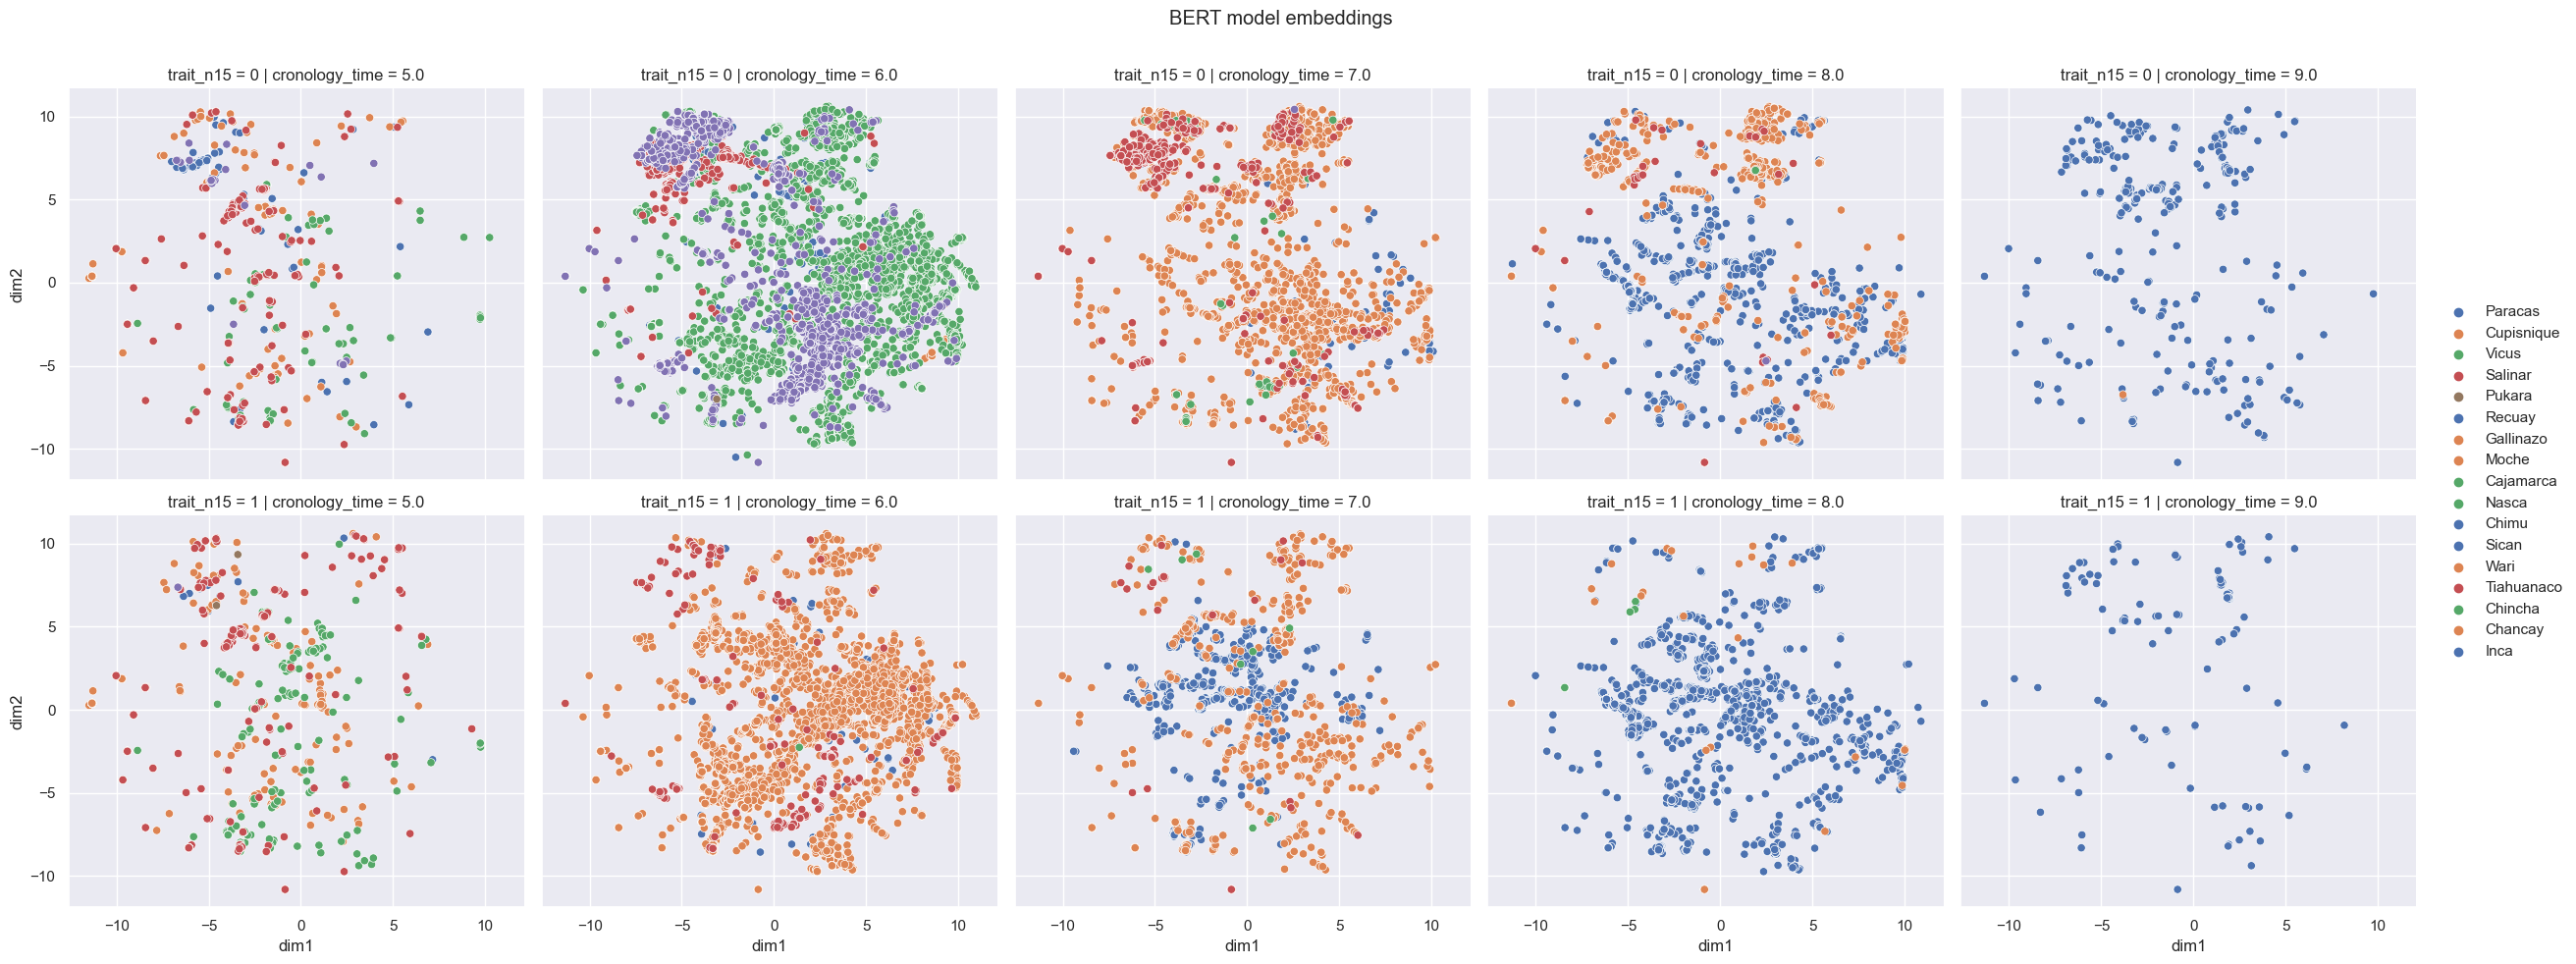 BERT model embeddings
trait_n15 = 0 | cronology_time = 5.0
trait_n15 = 0 | cronology_time = 6.0
trait_n15 = 0 | cronology_time = 7.0
trait_n15 = 0 | cronology_time = 8.0
trait_n15 = 0 | cronology_time = 9.0
10
5
0
−5
−10
dim2
trait_n15 = 1 | cronology_time = 5.0
trait_n15 = 1 | cronology_time = 6.0
trait_n15 = 1 | cronology_time = 7.0
trait_n15 = 1 | cronology_time = 8.0
trait_n15 = 1 | cronology_time = 9.0
10
5
0
−5
−10
dim2
−10 −5 0 5 10
dim1
−10 −5 0 5 10
dim1
−10 −5 0 5 10
dim1
−10 −5 0 5 10
dim1
−10 −5 0 5 10
dim1
Paracas
Cupisnique
Vicus
Salinar
Pukara
Recuay
Gallinazo
Moche
Cajamarca
Nasca
Chimu
Sican
Wari
Tiahuanaco
Chincha
Chancay
Inca